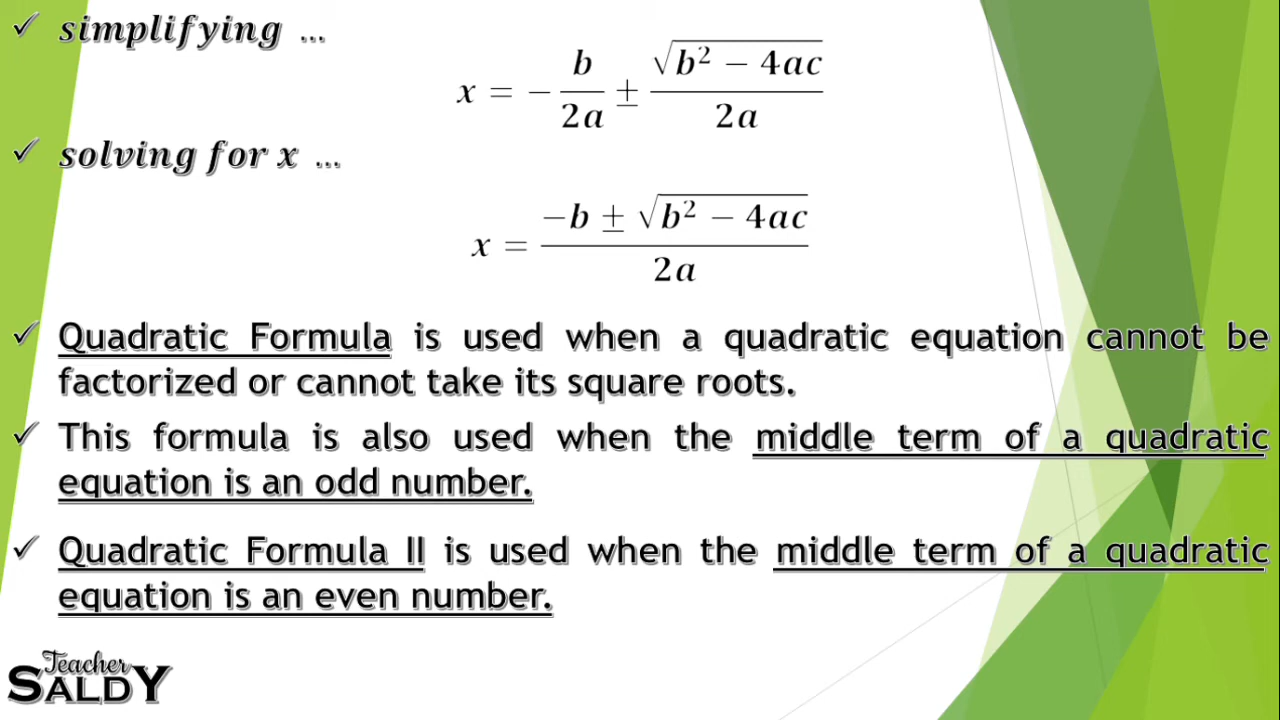 ✓ simplifying ...
x = −b/2a ± √(b² − 4ac)/2a
✓ solving for x ...
x = (−b ± √(b² − 4ac))/2a
✓ Quadratic Formula is used when a quadratic equation cannot be
factorized or cannot take its square roots.
✓ This formula is also used when the middle term of a quadratic
equation is an odd number.
✓ Quadratic Formula II is used when the middle term of a quadratic
equation is an even number.
Teacher
SALDY